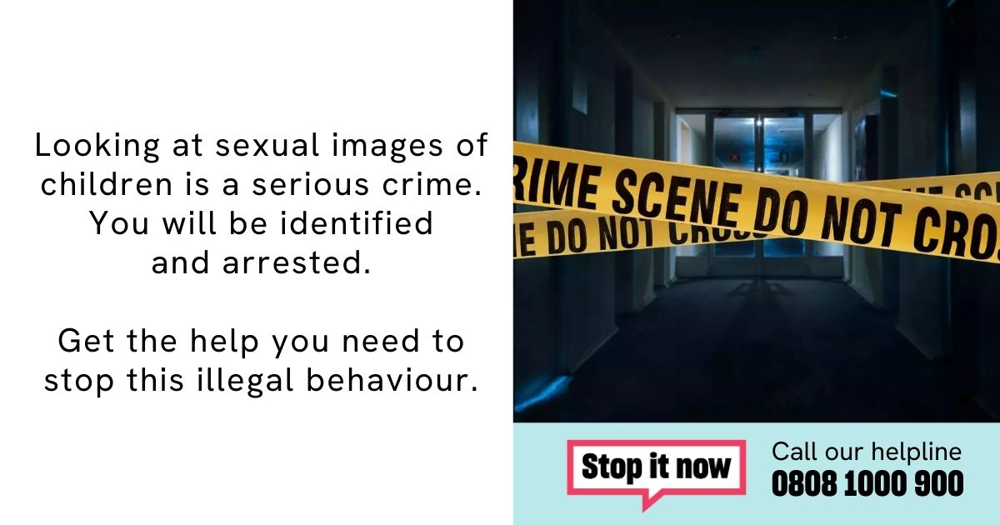 Looking at sexual images of
children is a serious crime.
You will be identified
and arrested.
Get the help you need to
stop this illegal behaviour.
RIME SCENE DO NOT CRO
NE DO NOT CROSS
Stop it now
Call our helpline
0808 1000 900